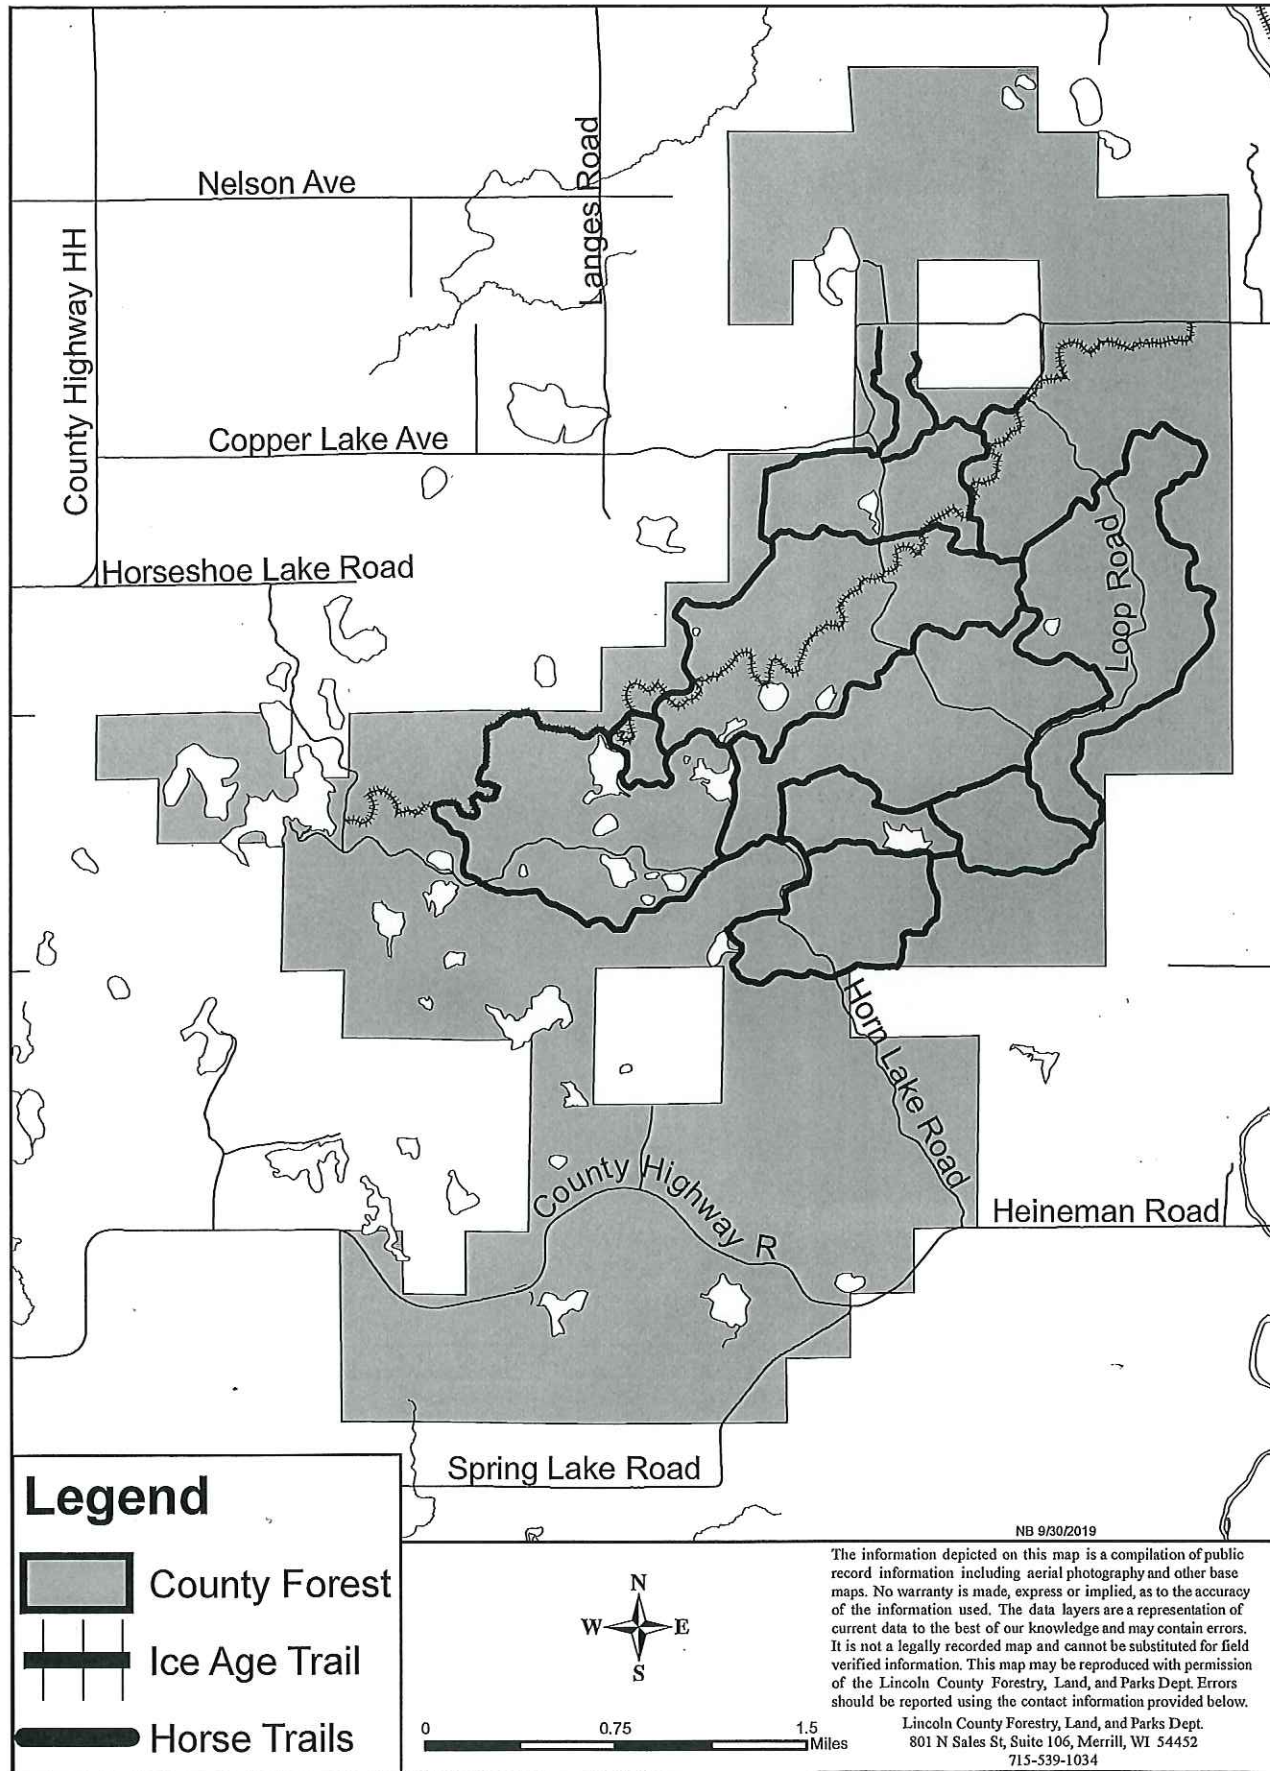 Nelson Ave
Langes Road
County Highway HH
Copper Lake Ave
Horseshoe Lake Road
Loop Road
Horn Lake Road
County Highway R
Heineman Road
Spring Lake Road
Legend
County Forest
Ice Age Trail
Horse Trails
N
W E
S
0 0.75 1.5
Miles
NB 9/30/2019
The information depicted on this map is a compilation of public
record information including aerial photography and other base
maps. No warranty is made, express or implied, as to the accuracy
of the information used. The data layers are a representation of
current data to the best of our knowledge and may contain errors.
It is not a legally recorded map and cannot be substituted for field
verified information. This map may be reproduced with permission
of the Lincoln County Forestry, Land, and Parks Dept. Errors
should be reported using the contact information provided below.
Lincoln County Forestry, Land, and Parks Dept.
801 N Sales St, Suite 106, Merrill, WI 54452
715-539-1034